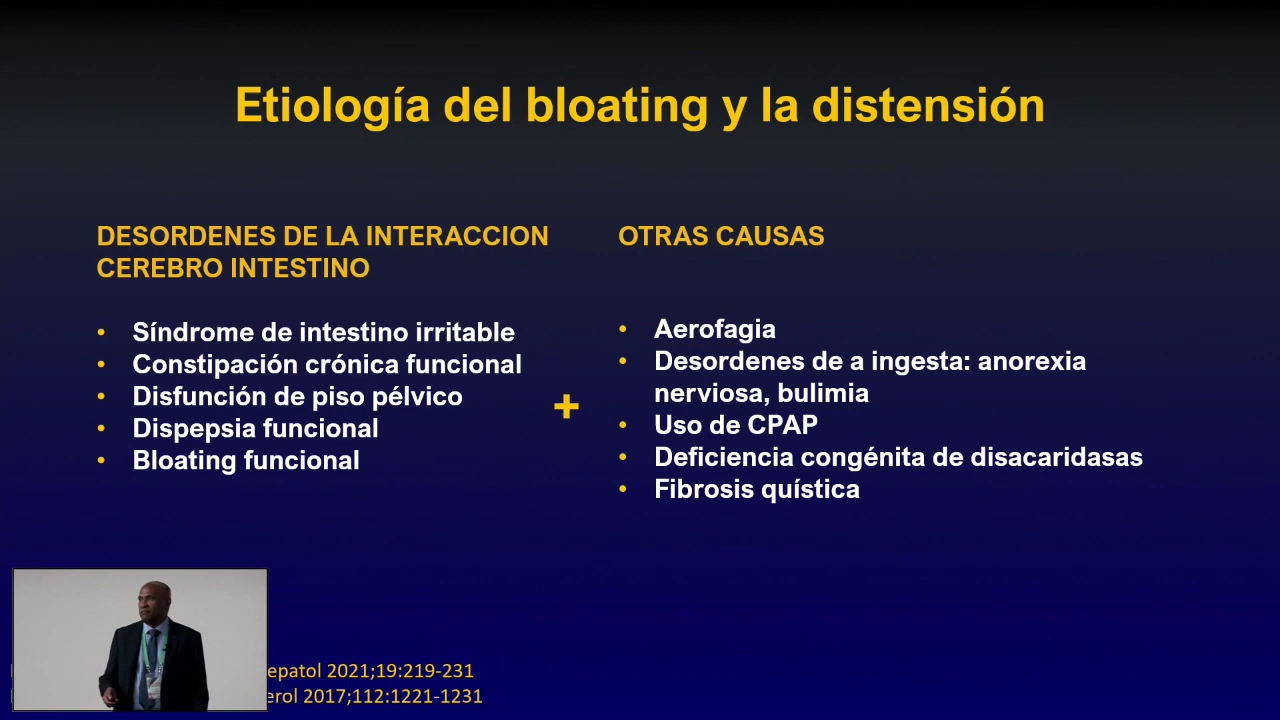 Etiología del bloating y la distensión
DESORDENES DE LA INTERACCION
CEREBRO INTESTINO
• Síndrome de intestino irritable
• Constipación crónica funcional
• Disfunción de piso pélvico
• Dispepsia funcional
• Bloating funcional
+
OTRAS CAUSAS
• Aerofagia
• Desordenes de a ingesta: anorexia
nerviosa, bulimia
• Uso de CPAP
• Deficiencia congénita de disacaridasas
• Fibrosis quística
epatol 2021;19:219-231
erol 2017;112:1221-1231